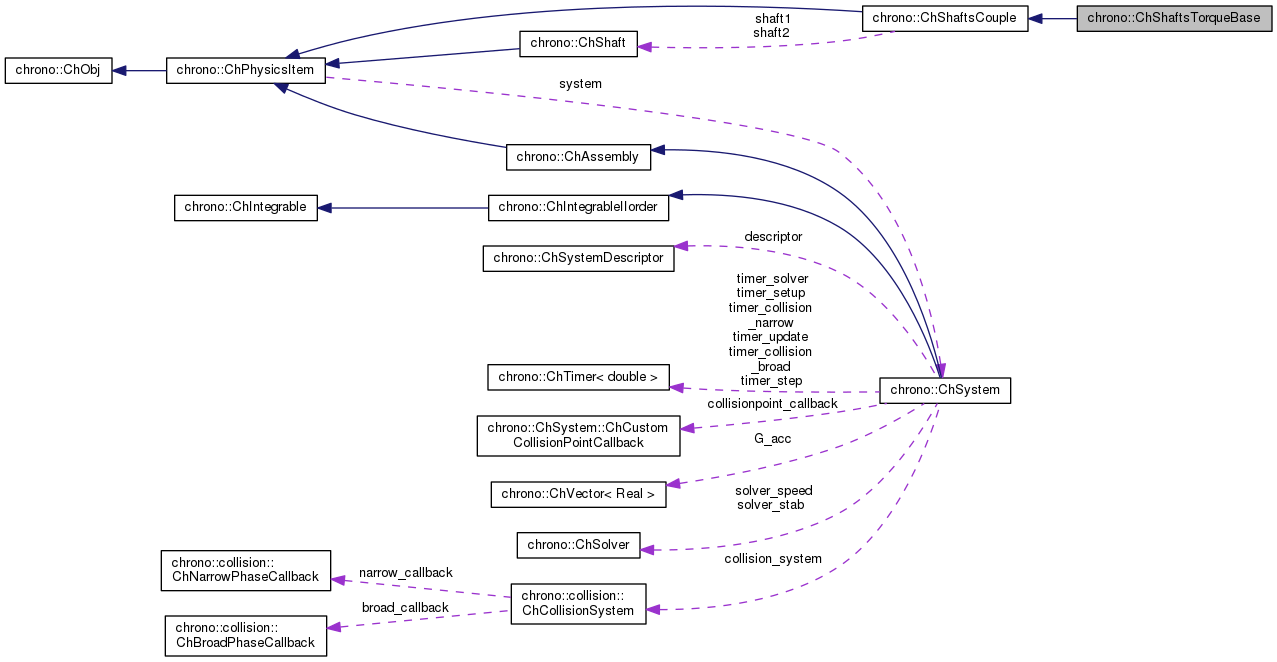 chrono::ChShaftsCouple
chrono::ChShaftsTorqueBase
shaft1
shaft2
chrono::ChShaft
chrono::ChObj
chrono::ChPhysicsItem
system
chrono::ChAssembly
chrono::ChIntegrable
chrono::ChIntegrableIIorder
descriptor
chrono::ChSystemDescriptor
timer_solver
timer_setup
timer_collision
_narrow
timer_update
timer_collision
_broad
timer_step
chrono::ChTimer< double >
chrono::ChSystem
collisionpoint_callback
chrono::ChSystem::ChCustom
CollisionPointCallback
G_acc
chrono::ChVector< Real >
solver_speed
solver_stab
chrono::ChSolver
collision_system
chrono::collision::
ChNarrowPhaseCallback
narrow_callback
chrono::collision::
ChCollisionSystem
broad_callback
chrono::collision::
ChBroadPhaseCallback